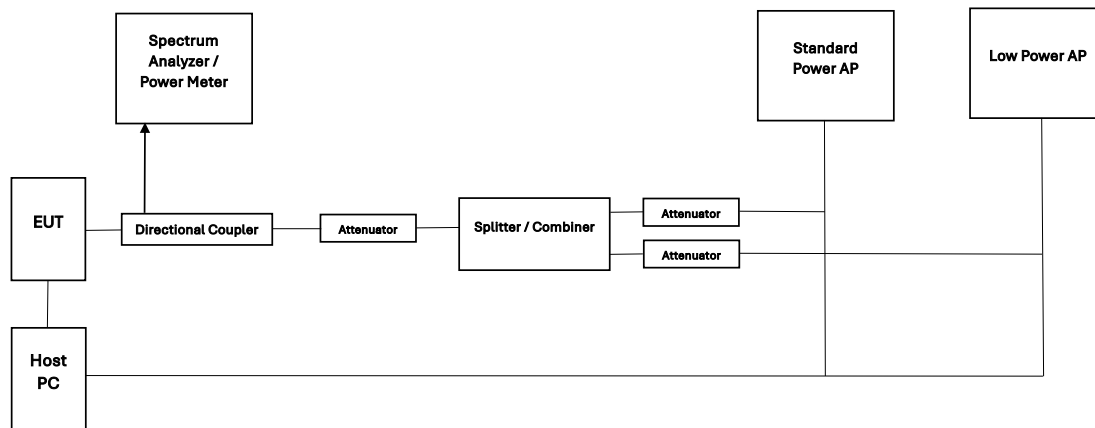 Spectrum
Analyzer /
Power Meter
Standard
Power AP
Low Power AP
EUT
Directional Coupler
Attenuator
Splitter / Combiner
Attenuator
Attenuator
Host
PC